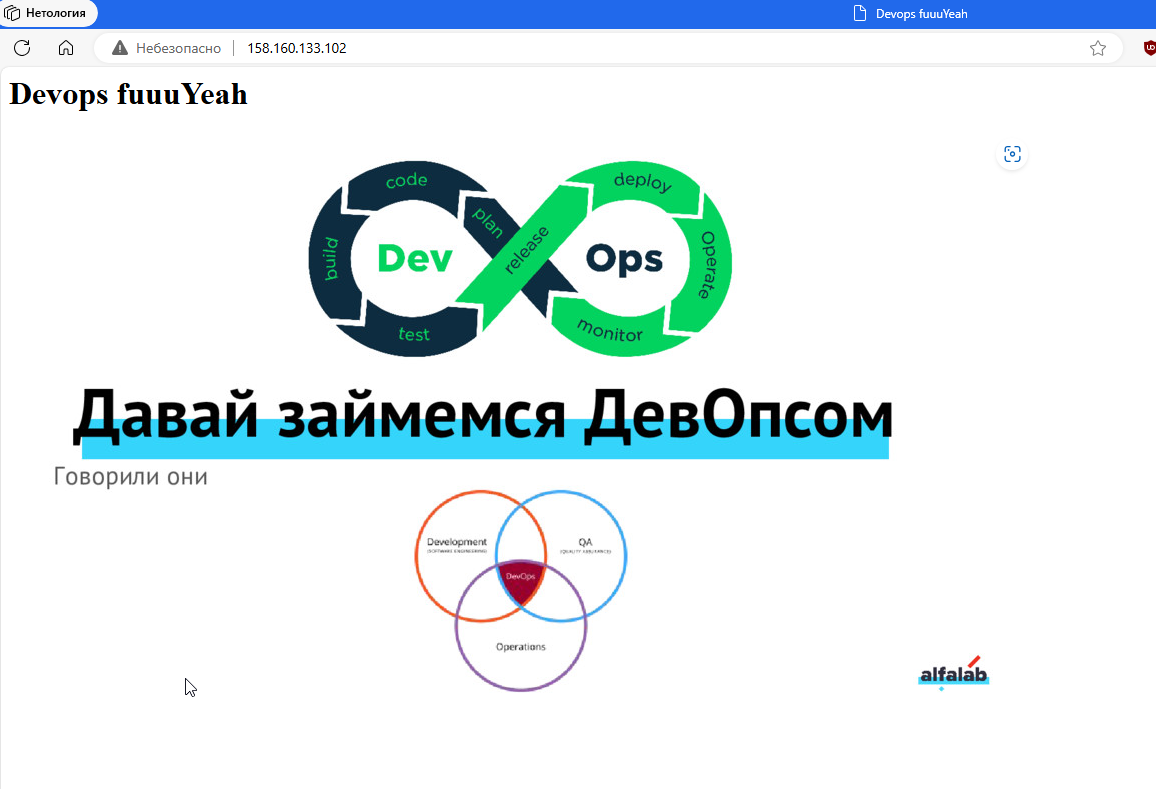 Нетология
Devops fuuuYeah
Небезопасно
158.160.133.102
Devops fuuuYeah
code
plan
deploy
Operate
build
Dev
release
Ops
test
monitor
Давай займемся ДевОпсом
Говорили они
Development
(SOFTWARE ENGINEERING)
QA
(QUALITY ASSURANCE)
DevOps
Operations
alfalab